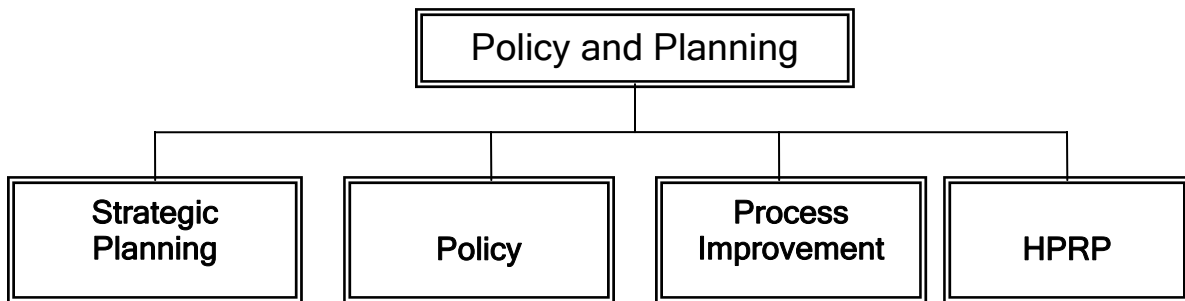 Policy and Planning
Strategic
Planning
Policy
Process
Improvement
HPRP